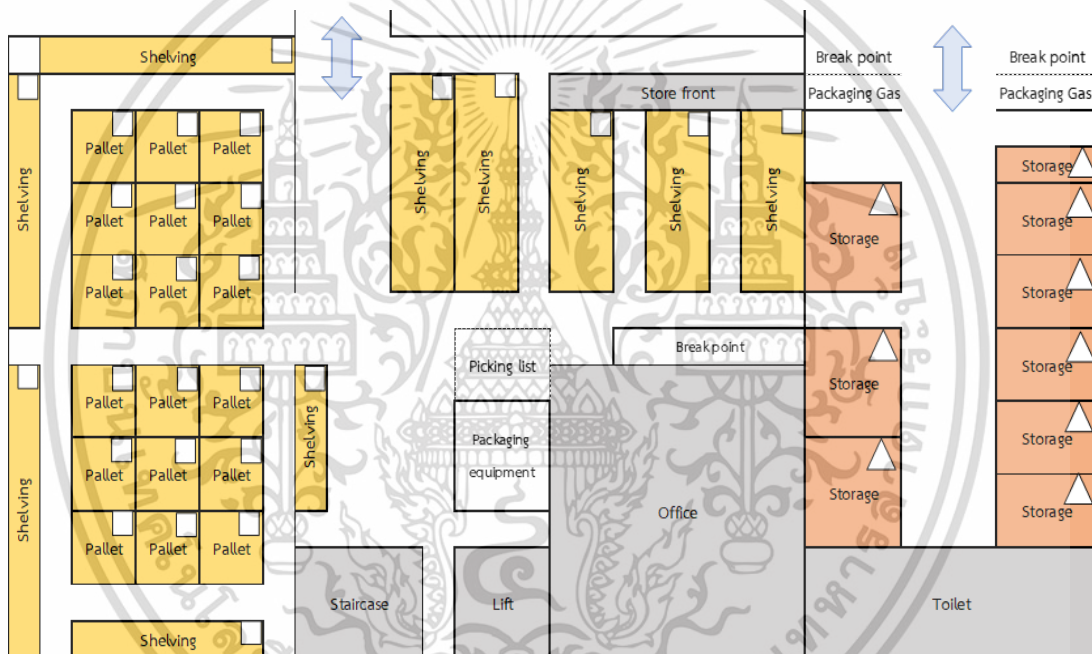 Shelving
Break point
Break point
Store front
Packaging Gas
Packaging Gas
Pallet
Pallet
Pallet
Storage
Shelving
Shelving
Shelving
Shelving
Shelving
Shelving
Pallet
Pallet
Pallet
Storage
Storage
Pallet
Pallet
Pallet
Storage
Break point
Picking list
Storage
Storage
Pallet
Pallet
Pallet
Shelving
Packaging
equipment
Storage
Pallet
Pallet
Pallet
Storage
Shelving
Office
Storage
Pallet
Pallet
Pallet
Staircase
Lift
Toilet
Shelving